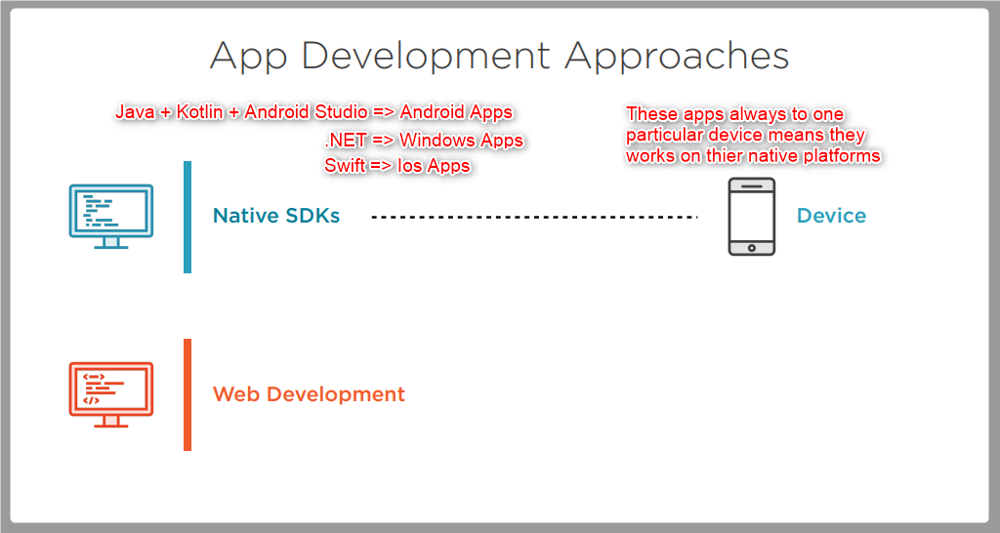 App Development Approaches
Java + Kotlin + Android Studio => Android Apps
.NET => Windows Apps
Swift => Ios Apps
These apps always to one
particular device means they
works on thier native platforms
Native SDKs
Device
Web Development